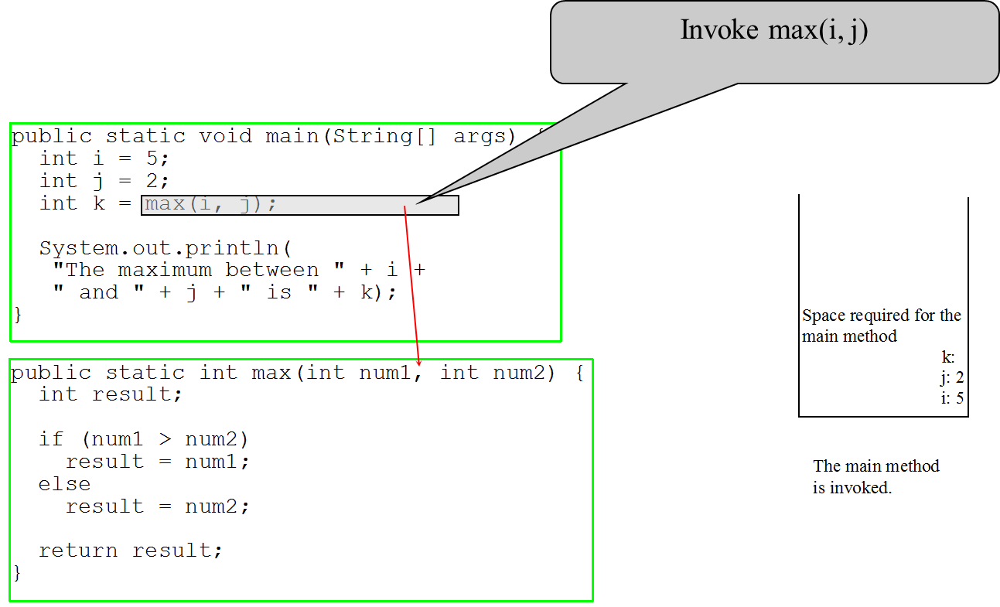 Invoke max(i, j)
public static void main(String[] args) {
int i = 5;
int j = 2;
int k = max(i, j);
System.out.println(
"The maximum between " + i +
" and " + j + " is " + k);
}
public static int max(int num1, int num2) {
int result;
if (num1 > num2)
result = num1;
else
result = num2;
return result;
}
Space required for the
main method
k:
j: 2
i: 5
The main method
is invoked.